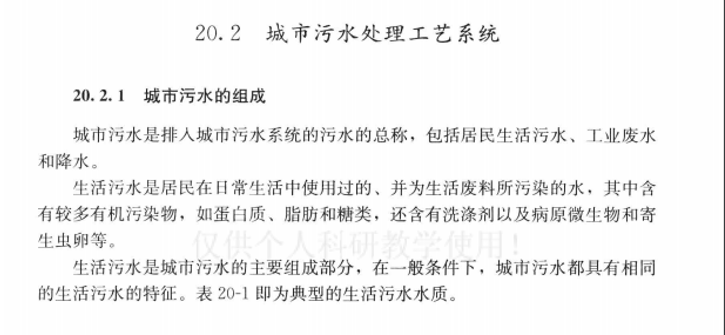 20.2 城市污水处理工艺系统
20.2.1 城市污水的组成
城市污水是排入城市污水系统的污水的总称，包括居民生活污水、工业废水
和降水。
生活污水是居民在日常生活中使用过的、并为生活废料所污染的水，其中含
有较多有机污染物，如蛋白质、脂肪和糖类，还含有洗涤剂以及病原微生物和寄
生虫卵等。
仅供个人科研教学使用！
生活污水是城市污水的主要组成部分，在一般条件下，城市污水都具有相同
的生活污水的特征。表 20-1 即为典型的生活污水水质。